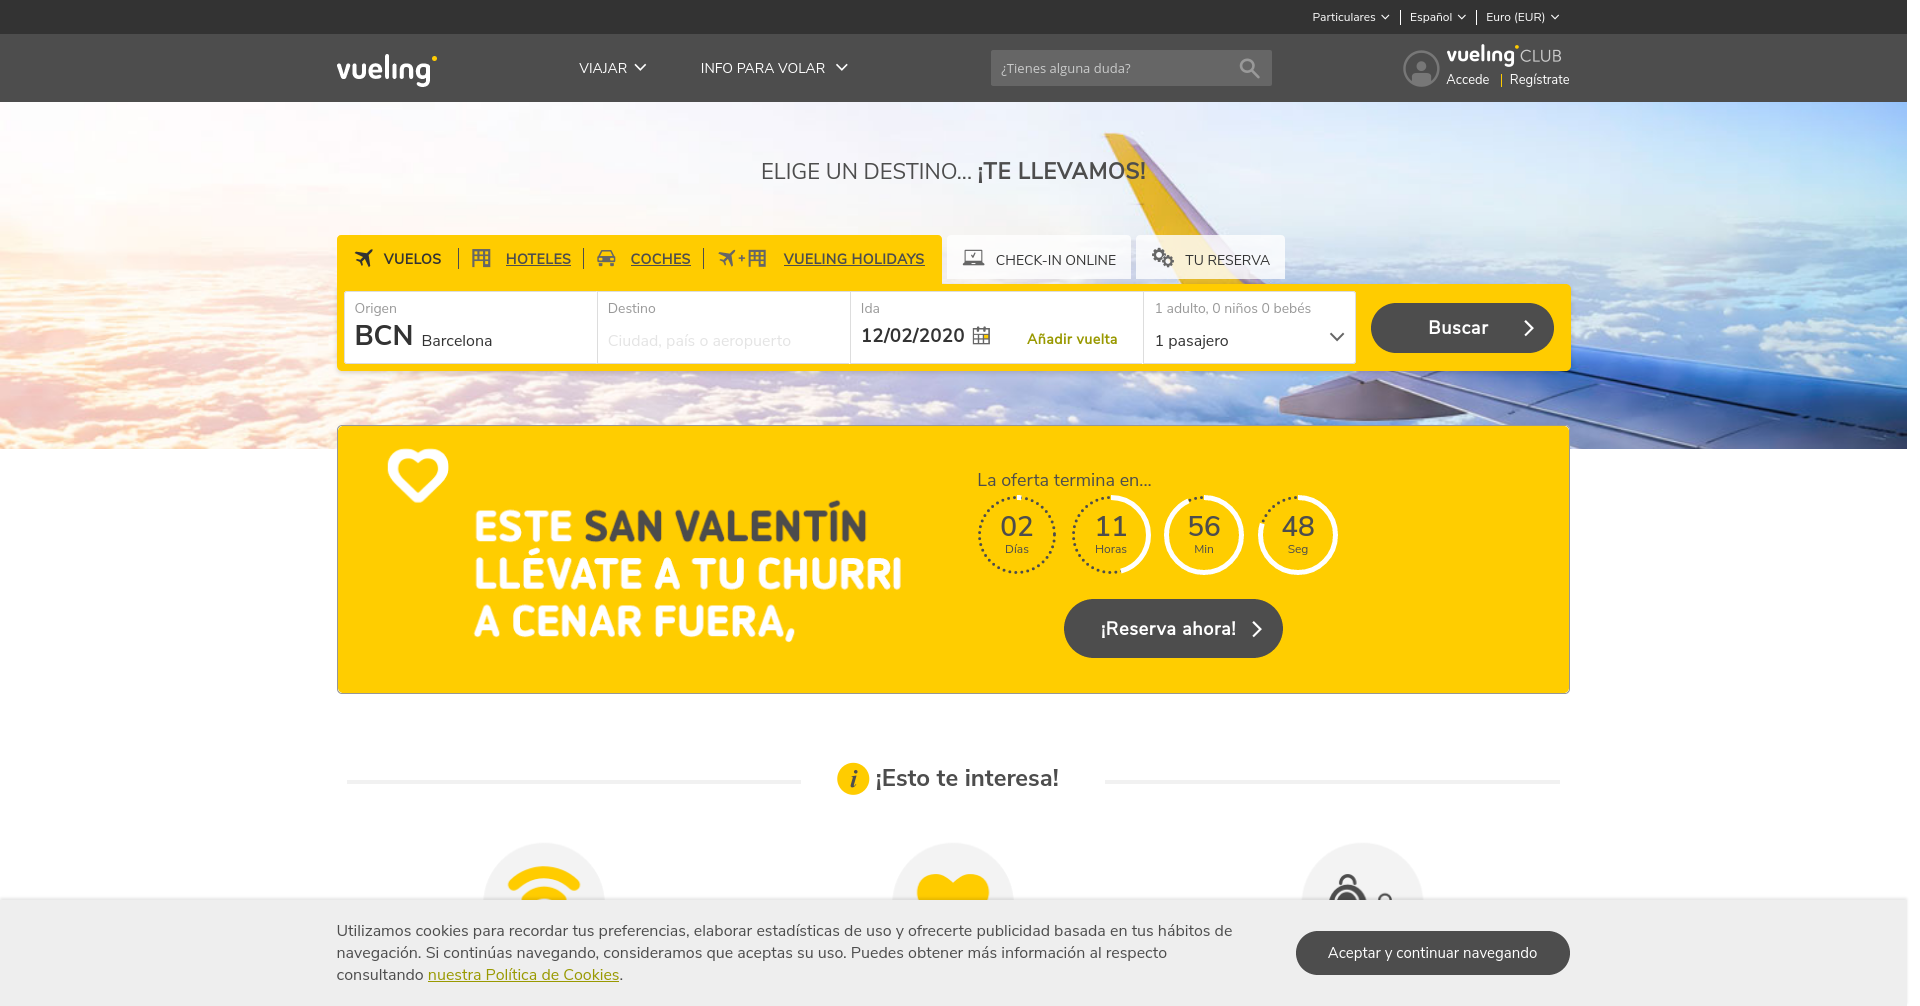 Particulares
Español
Euro (EUR)
vueling
VIAJAR
INFO PARA VOLAR
¿Tienes alguna duda?
vueling CLUB
Accede | Regístrate
ELIGE UN DESTINO... ¡TE LLEVAMOS!
VUELOS
HOTELES
COCHES
+
VUELING HOLIDAYS
CHECK-IN ONLINE
TU RESERVA
Origen
BCN Barcelona
Destino
Ciudad, país o aeropuerto
Ida
12/02/2020
Añadir vuelta
1 adulto, 0 niños 0 bebés
1 pasajero
Buscar
ESTE SAN VALENTÍN
LLÉVATE A TU CHURRI
A CENAR FUERA,
La oferta termina en...
02
Días
11
Horas
56
Min
48
Seg
¡Reserva ahora!
i ¡Esto te interesa!
Utilizamos cookies para recordar tus preferencias, elaborar estadísticas de uso y ofrecerte publicidad basada en tus hábitos de
navegación. Si continúas navegando, consideramos que aceptas su uso. Puedes obtener más información al respecto
consultando nuestra Política de Cookies.
Aceptar y continuar navegando